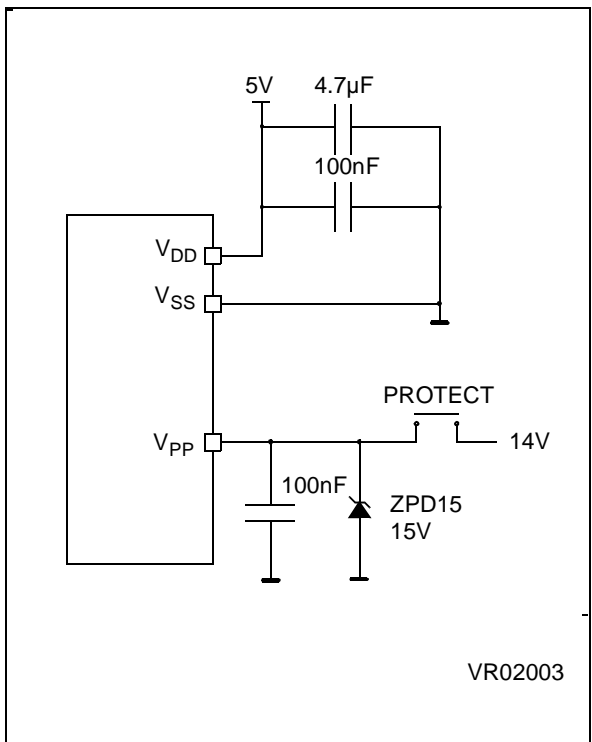 5V 4.7µF
100nF
VDD
VSS
PROTECT
VPP
14V
100nF
ZPD15
15V
VR02003